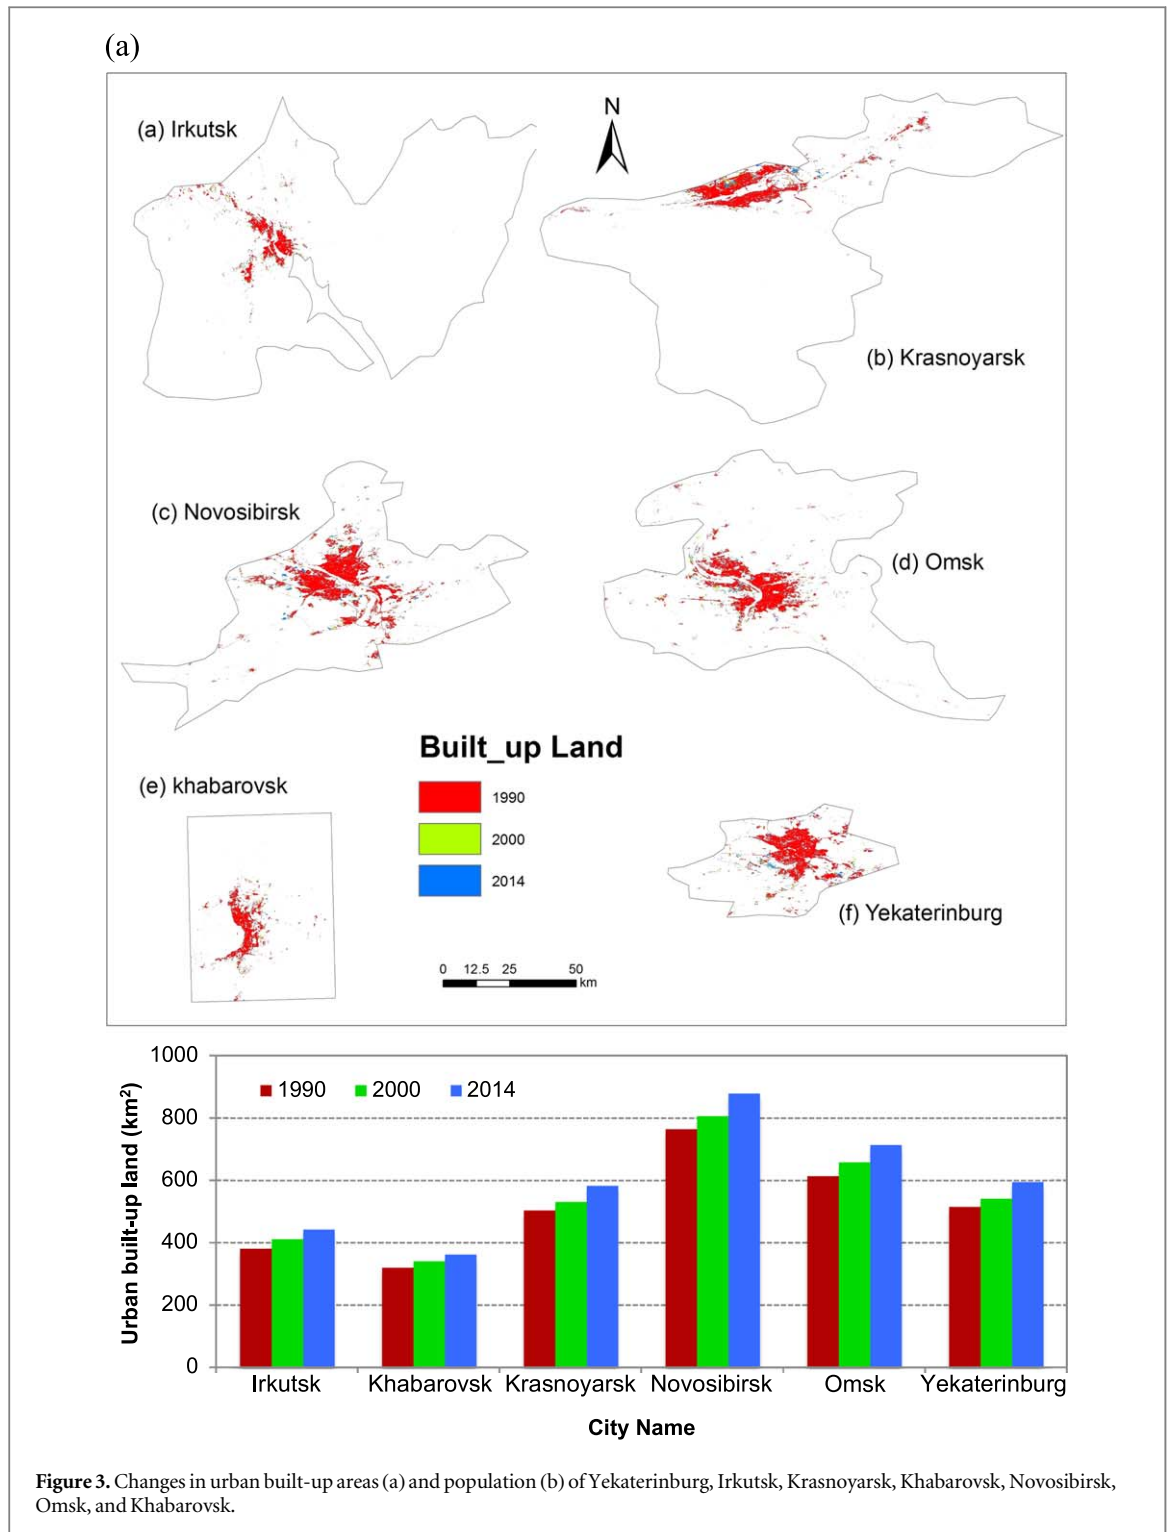 (a)
(a) Irkutsk
N
(b) Krasnoyarsk
(c) Novosibirsk
(d) Omsk
Built_up Land
(e) khabarovsk
1990
2000
2014
(f) Yekaterinburg
0 12.5 25 50
km
1000
800
600
400
200
0
Urban built-up land (km²)
1990 2000 2014
Irkutsk Khabarovsk Krasnoyarsk Novosibirsk Omsk Yekaterinburg
City Name
Figure 3. Changes in urban built-up areas (a) and population (b) of Yekaterinburg, Irkutsk, Krasnoyarsk, Khabarovsk, Novosibirsk,
Omsk, and Khabarovsk.